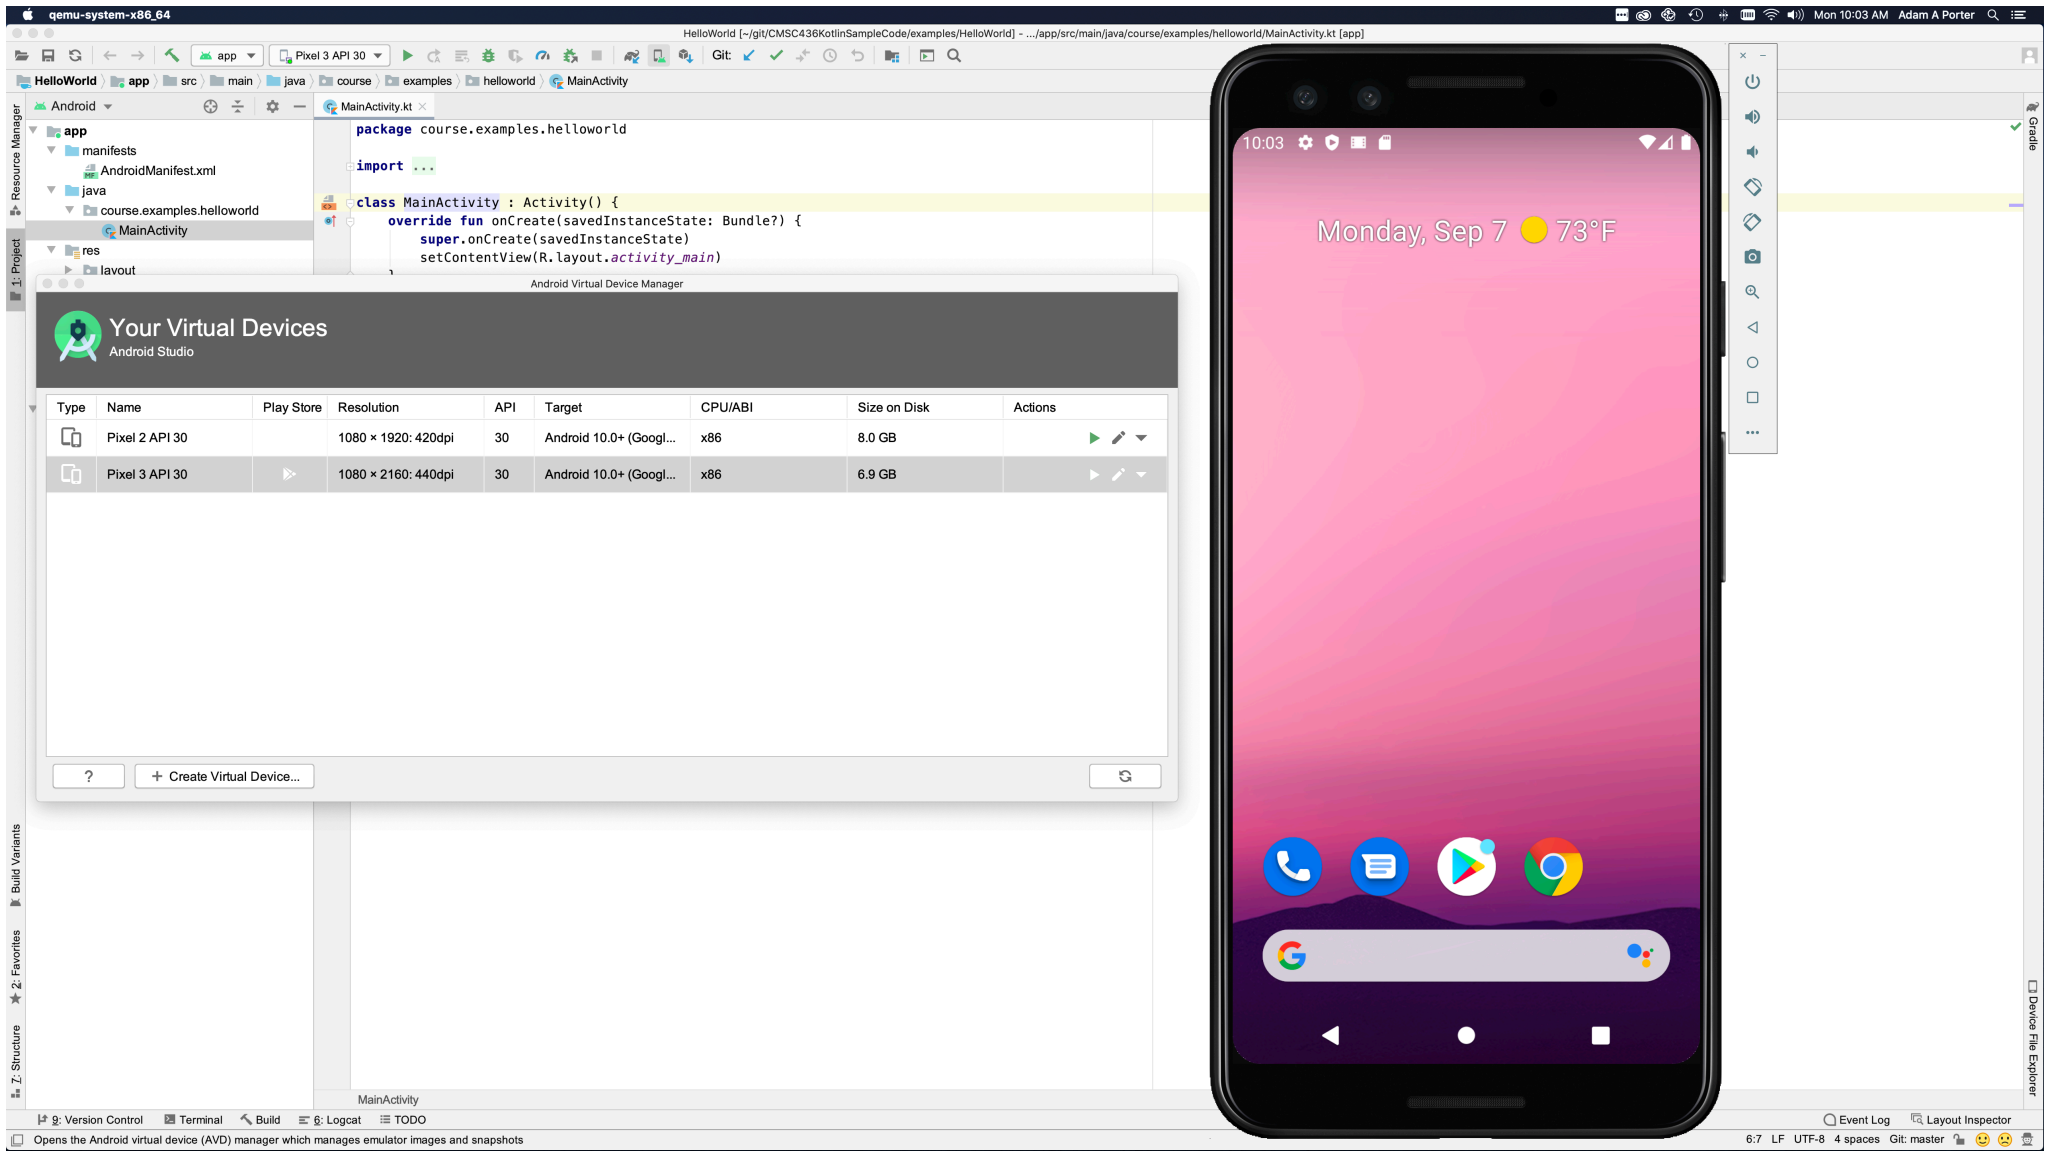 qemu-system-x86_64
Mon 10:03 AM Adam A Porter
HelloWorld [~/git/CMSC436KotlinSampleCode/examples/HelloWorld] - .../app/src/main/java/course/examples/helloworld/MainActivity.kt [app]
app Pixel 3 API 30 Git:
HelloWorld app src main java course examples helloworld MainActivity
Android MainActivity.kt
Resource Manager
1: Project
Build Variants
2: Favorites
Z: Structure
app
manifests
AndroidManifest.xml
java
course.examples.helloworld
MainActivity
res
layout
package course.examples.helloworld
import ...
class MainActivity : Activity() {
override fun onCreate(savedInstanceState: Bundle?) {
super.onCreate(savedInstanceState)
setContentView(R.layout.activity_main)
}
Android Virtual Device Manager
Your Virtual Devices
Android Studio
Type Name Play Store Resolution API Target CPU/ABI Size on Disk Actions
Pixel 2 API 30 1080 × 1920: 420dpi 30 Android 10.0+ (Googl... x86 8.0 GB
Pixel 3 API 30 1080 × 2160: 440dpi 30 Android 10.0+ (Googl... x86 6.9 GB
? + Create Virtual Device...
10:03
Monday, Sep 7 73°F
Gradle
Device File Explorer
MainActivity
9: Version Control Terminal Build 6: Logcat TODO Event Log Layout Inspector
Opens the Android virtual device (AVD) manager which manages emulator images and snapshots
6:7 LF UTF-8 4 spaces Git: master